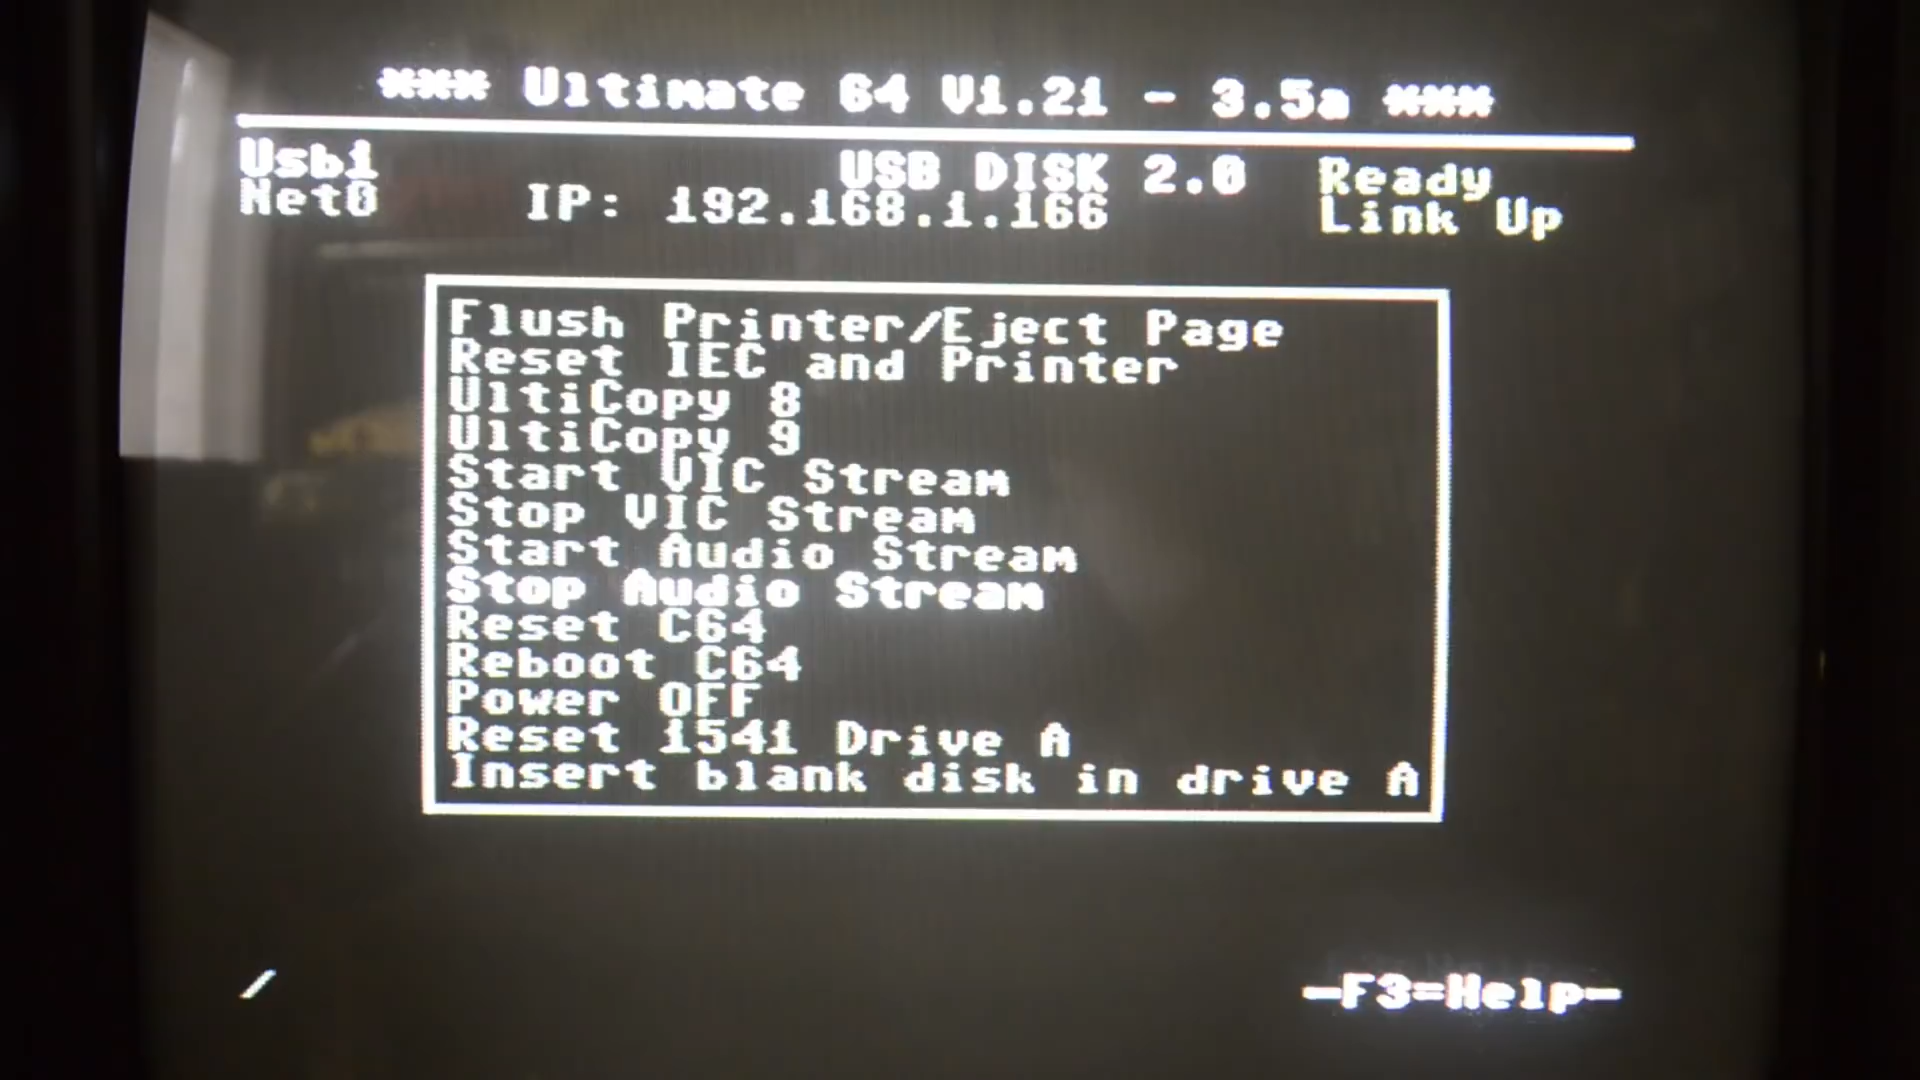 *** Ultimate 64 V1.21 - 3.5a ***
Usb1 USB DISK 2.0 Ready
Net0 IP: 192.168.1.166 Link Up
Flush Printer/Eject Page
Reset IEC and Printer
UltiCopy 8
UltiCopy 9
Start VIC Stream
Stop VIC Stream
Start Audio Stream
Stop Audio Stream
Reset C64
Reboot C64
Power OFF
Reset 1541 Drive A
Insert blank disk in drive A
/
-F3=Help-